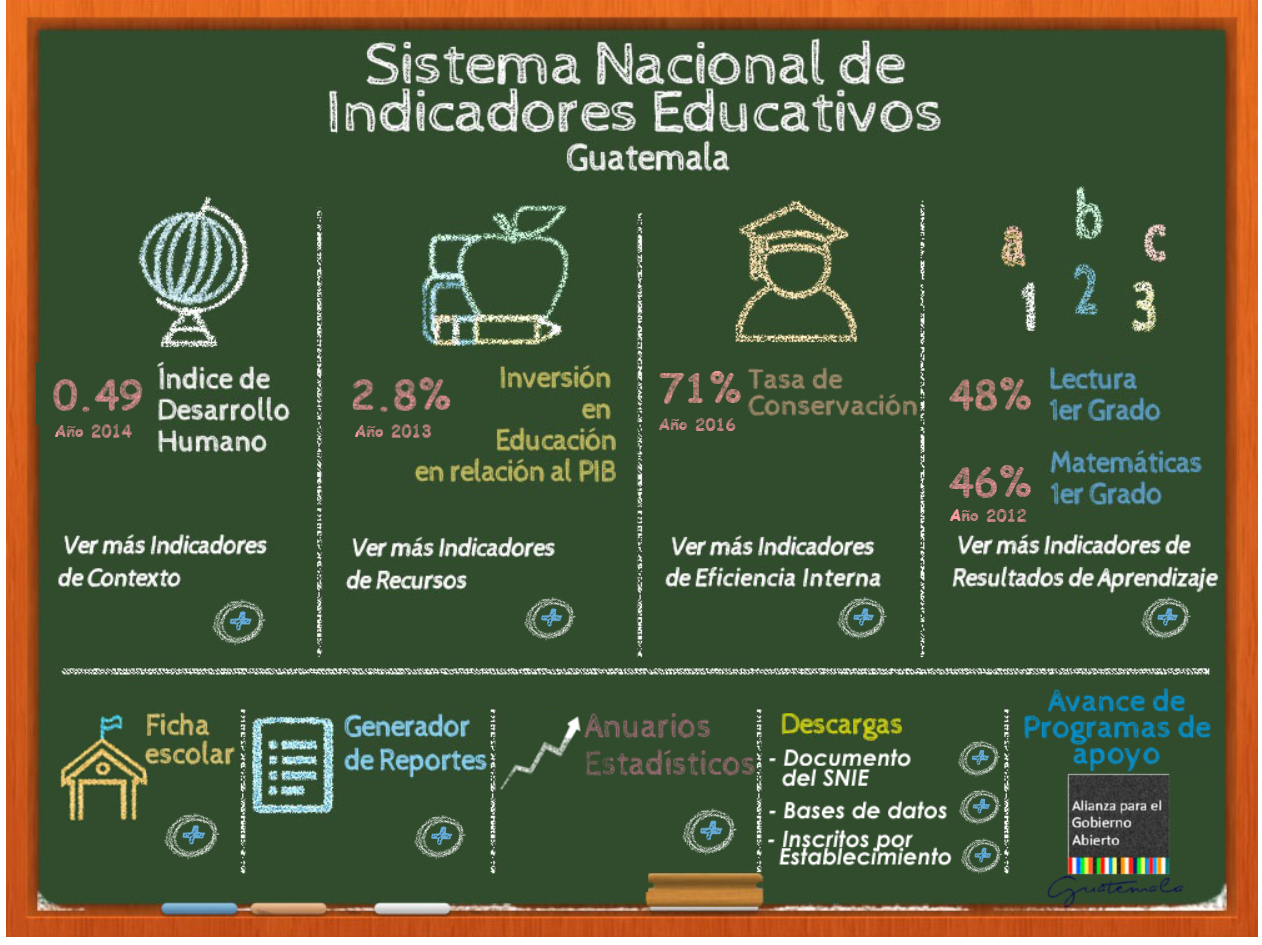 Sistema Nacional de
Indicadores Educativos
Guatemala
a b c
1 2 3
0.49
Año 2014
Índice de
Desarrollo
Humano
Ver más Indicadores
de Contexto
2.8%
Año 2013
Inversión
en
Educación
en relación al PIB
Ver más Indicadores
de Recursos
71%
Año 2016
Tasa de
Conservación
Ver más Indicadores
de Eficiencia Interna
48%
Lectura
1er Grado
46%
Año 2012
Matemáticas
1er Grado
Ver más Indicadores de
Resultados de Aprendizaje
Ficha
escolar
Generador
de Reportes
Anuarios
Estadísticos
Descargas
- Documento
del SNIE
- Bases de datos
- Inscritos por
Establecimiento
Avance de
Programas de
apoyo
Alianza para el
Gobierno
Abierto
Guatemala